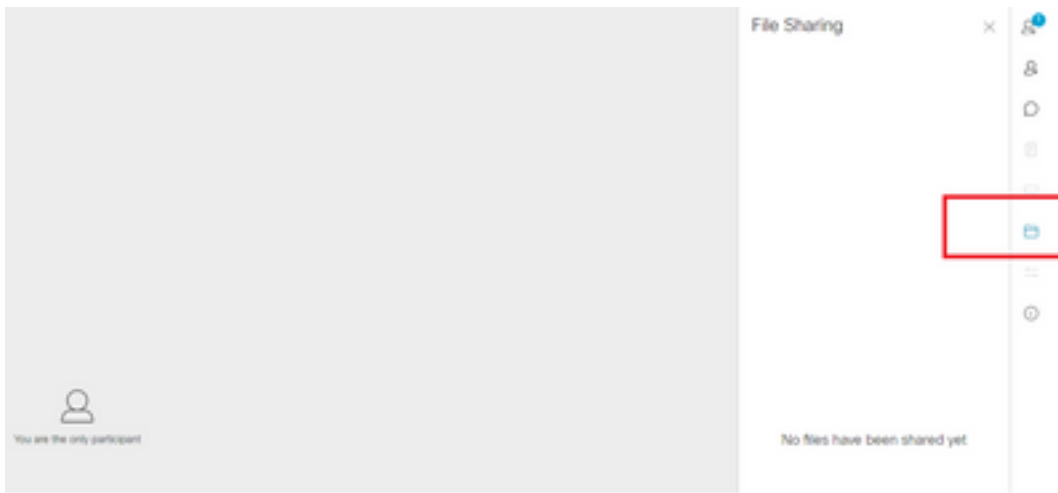 File Sharing
You are the only participant
No files have been shared yet